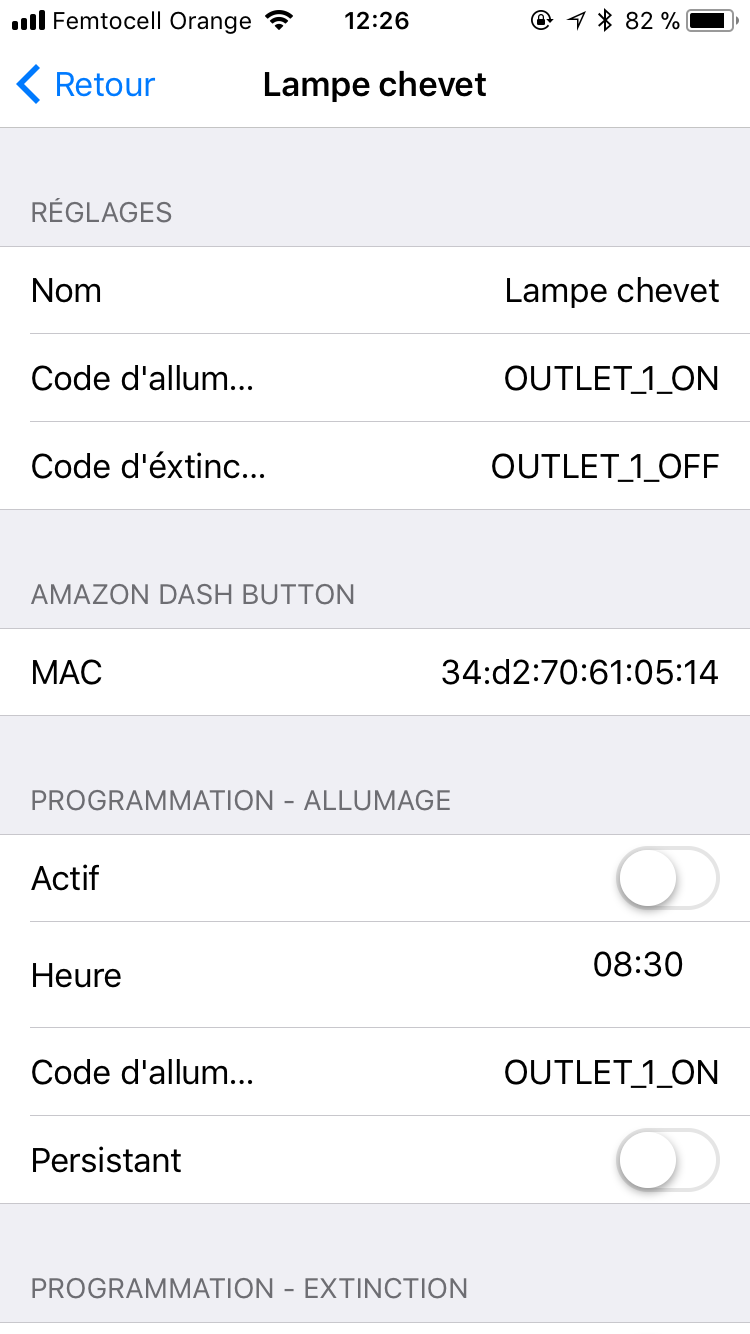 Femtocell Orange 12:26 82 %
Retour Lampe chevet
RÉGLAGES
Nom Lampe chevet
Code d'allum... OUTLET_1_ON
Code d'éxtinc... OUTLET_1_OFF
AMAZON DASH BUTTON
MAC 34:d2:70:61:05:14
PROGRAMMATION - ALLUMAGE
Actif
Heure 08:30
Code d'allum... OUTLET_1_ON
Persistant
PROGRAMMATION - EXTINCTION